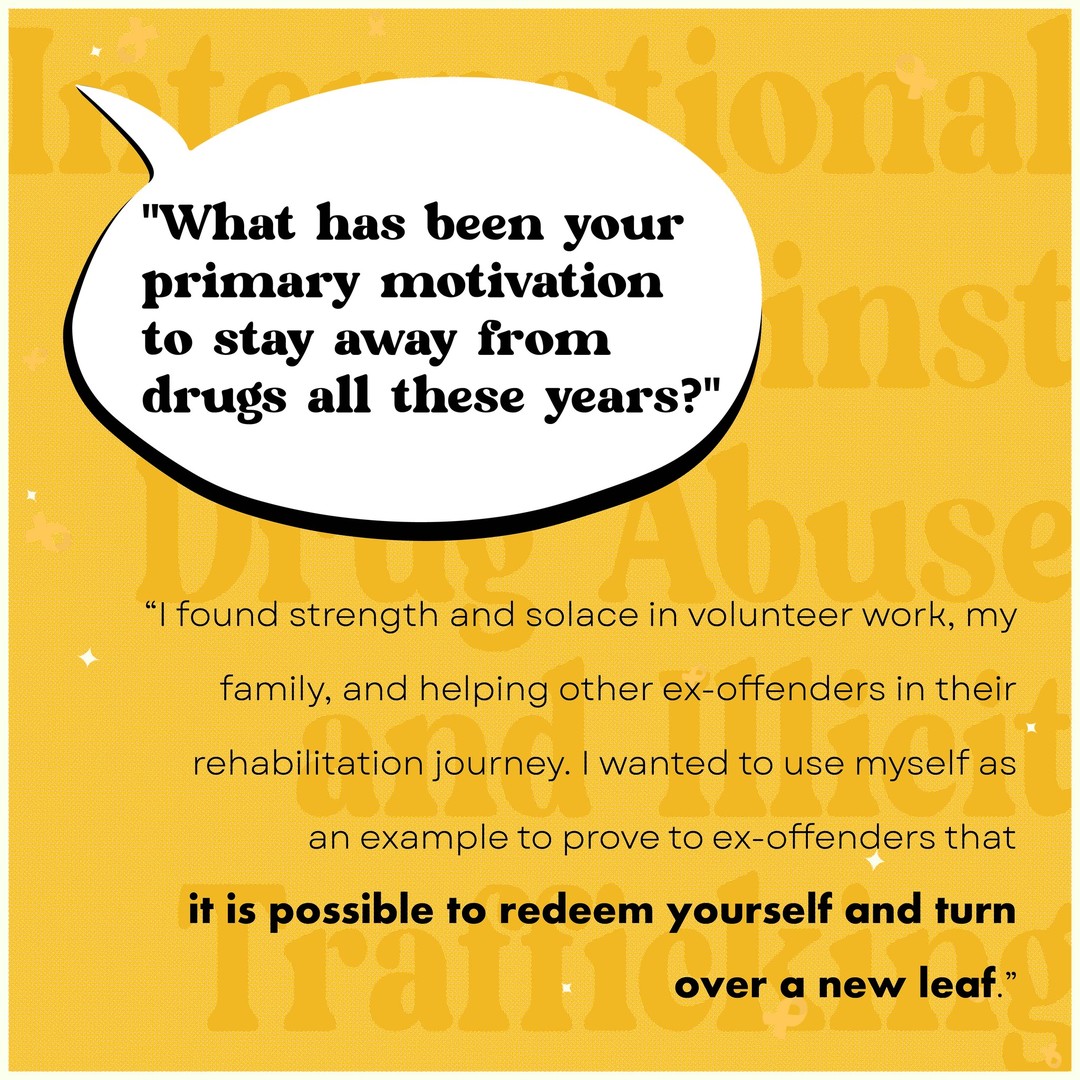 International
"What has been your
primary motivation
to stay away from
drugs all these years?"
inst
Drug Abuse
“I found strength and solace in volunteer work, my
family, and helping other ex-offenders in their
and Illicit
rehabilitation journey. I wanted to use myself as
an example to prove to ex-offenders that
Trafficking
it is possible to redeem yourself and turn
over a new leaf.”